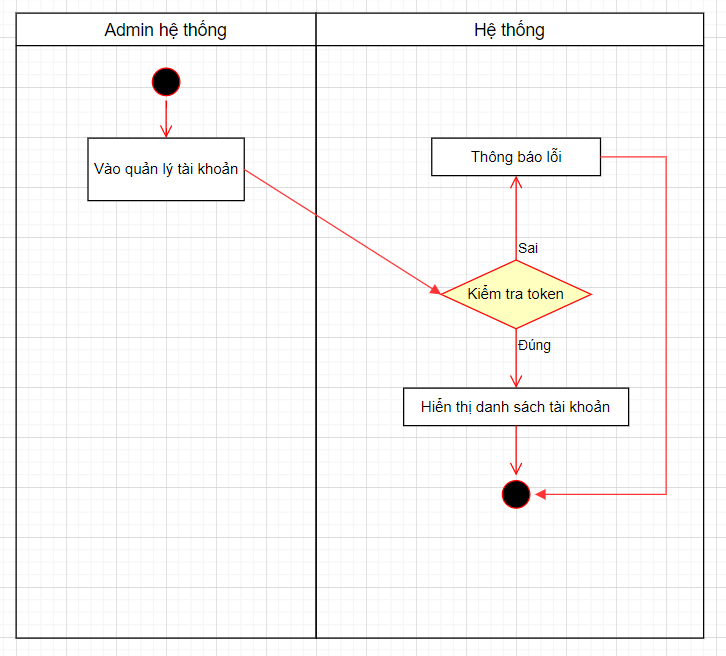 Admin hệ thống
Hệ thống
Vào quản lý tài khoản
Thông báo lỗi
Sai
Kiểm tra token
Đúng
Hiển thị danh sách tài khoản